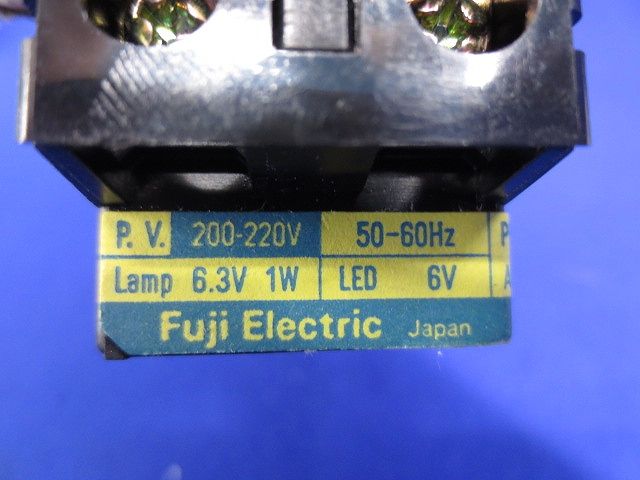 P. V. 200-220V 50-60Hz P
Lamp 6.3V 1W LED 6V A
Fuji Electric Japan